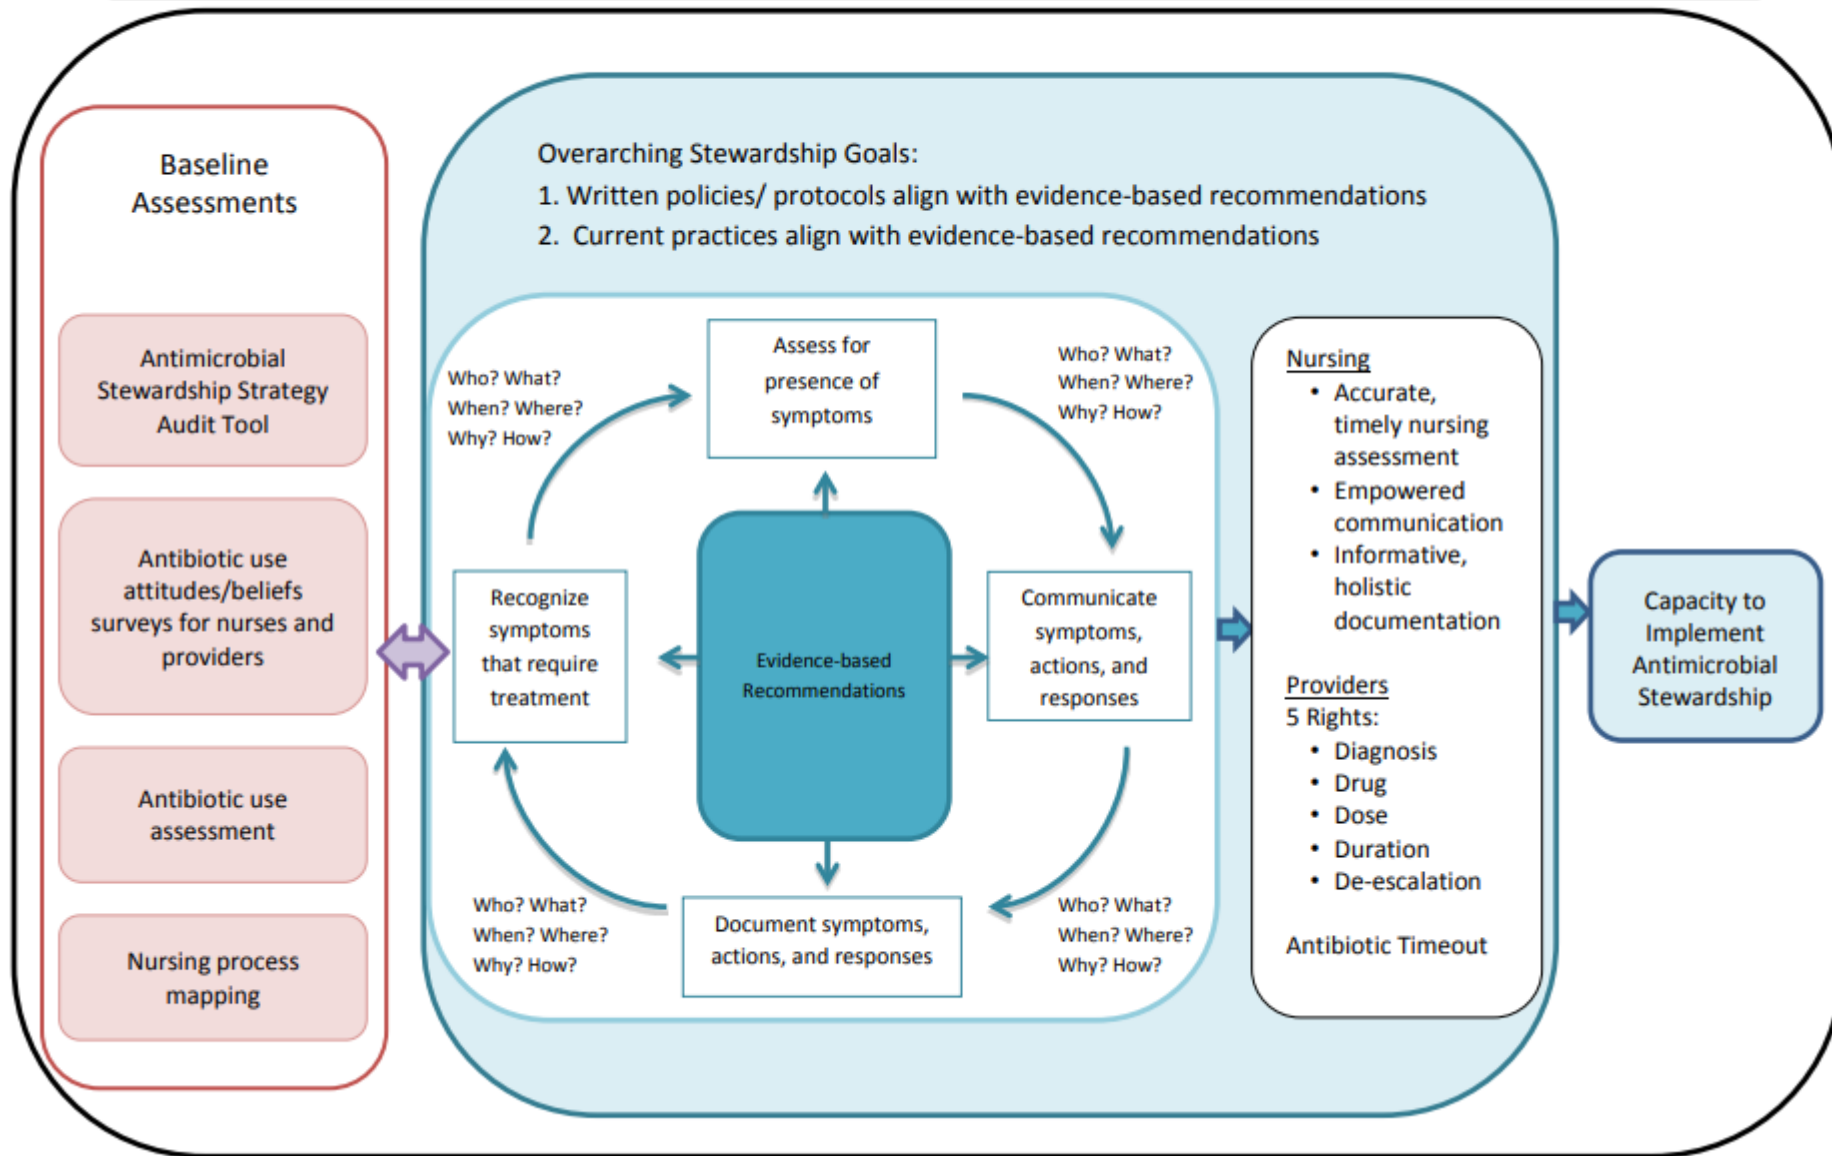 Baseline
Assessments
Antimicrobial
Stewardship Strategy
Audit Tool
Antibiotic use
attitudes/beliefs
surveys for nurses and
providers
Antibiotic use
assessment
Nursing process
mapping
Overarching Stewardship Goals:
1. Written policies/ protocols align with evidence-based recommendations
2. Current practices align with evidence-based recommendations
Who? What?
When? Where?
Why? How?
Assess for
presence of
symptoms
Who? What?
When? Where?
Why? How?
Recognize
symptoms
that require
treatment
Evidence-based
Recommendations
Communicate
symptoms,
actions, and
responses
Who? What?
When? Where?
Why? How?
Document symptoms,
actions, and responses
Who? What?
When? Where?
Why? How?
Nursing
• Accurate,
timely nursing
assessment
• Empowered
communication
• Informative,
holistic
documentation
Providers
5 Rights:
• Diagnosis
• Drug
• Dose
• Duration
• De-escalation
Antibiotic Timeout
Capacity to
Implement
Antimicrobial
Stewardship